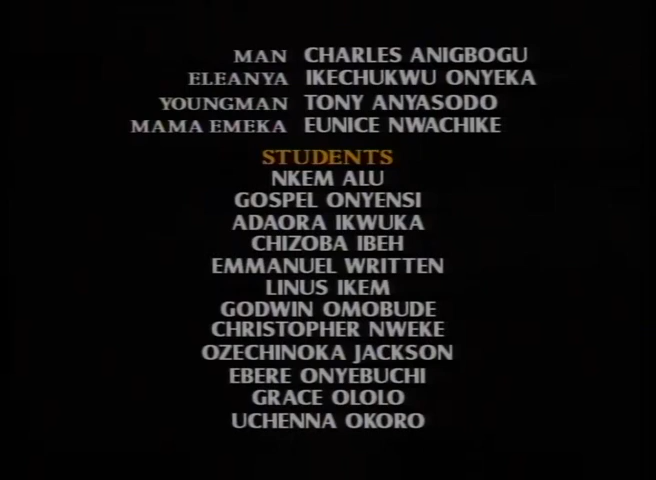 MAN CHARLES ANIGBOGU
ELEANYA IKECHUKWU ONYEKA
YOUNGMAN TONY ANYASODO
MAMA EMEKA EUNICE NWACHIKE
STUDENTS
NKEM ALU
GOSPEL ONYENSI
ADAORA IKWUKA
CHIZOBA IBEH
EMMANUEL WRITTEN
LINUS IKEM
GODWIN OMOBUDE
CHRISTOPHER NWEKE
OZECHINOKA JACKSON
EBERE ONYEBUCHI
GRACE OLOLO
UCHENNA OKORO